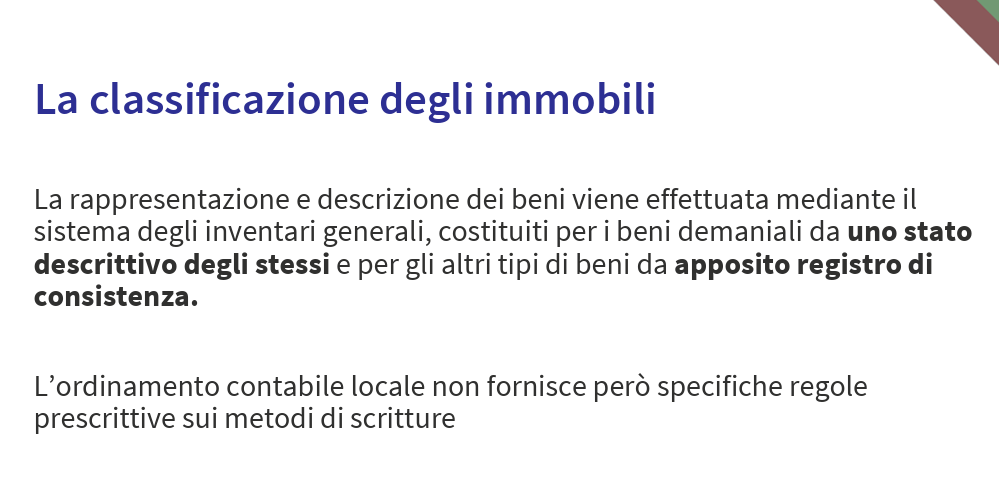 La classificazione degli immobili
La rappresentazione e descrizione dei beni viene effettuata mediante il
sistema degli inventari generali, costituiti per i beni demaniali da uno stato
descrittivo degli stessi e per gli altri tipi di beni da apposito registro di
consistenza.
L’ordinamento contabile locale non fornisce però specifiche regole
prescrittive sui metodi di scritture